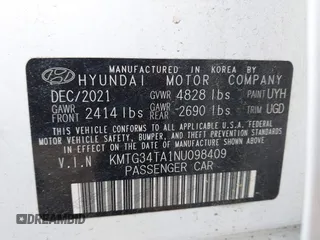 MANUFACTURED IN KOREA BY
HYUNDAI MOTOR COMPANY
DEC/2021 GVWR 4828 lbs PAINT UYH
GAWR FRONT 2414 lbs GAWR REAR 2690 lbs TRIM UGD
THIS VEHICLE CONFORMS TO ALL APPLICABLE
FEDERAL MOTOR VEHICLE SAFETY,
BUMPER, AND THEFT PREVENTION STANDARDS
IN EFFECT ON THE DATE OF MANUFACTURE
SHOWN ABOVE.
V.I.N KMTG34TA1NU098409
PASSENGER CAR
DREAMBID